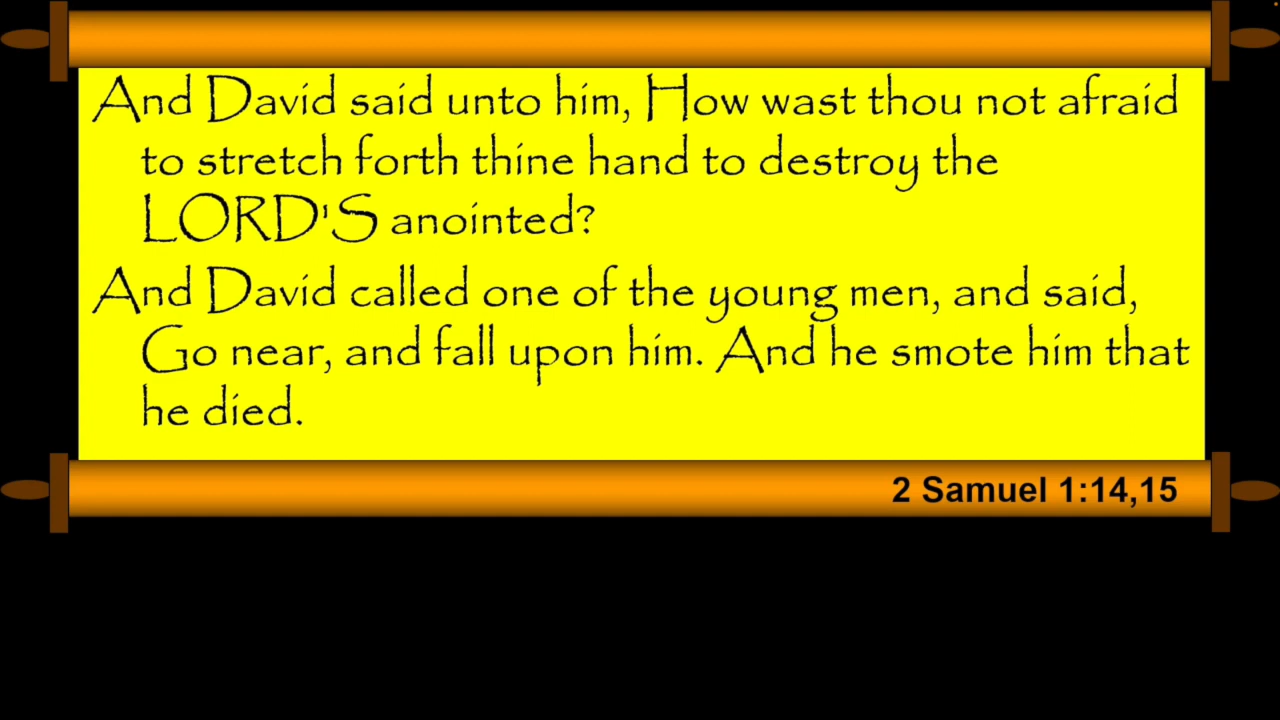 And David said unto him, How wast thou not afraid
to stretch forth thine hand to destroy the
LORD'S anointed?
And David called one of the young men, and said,
Go near, and fall upon him. And he smote him that
he died.
2 Samuel 1:14,15